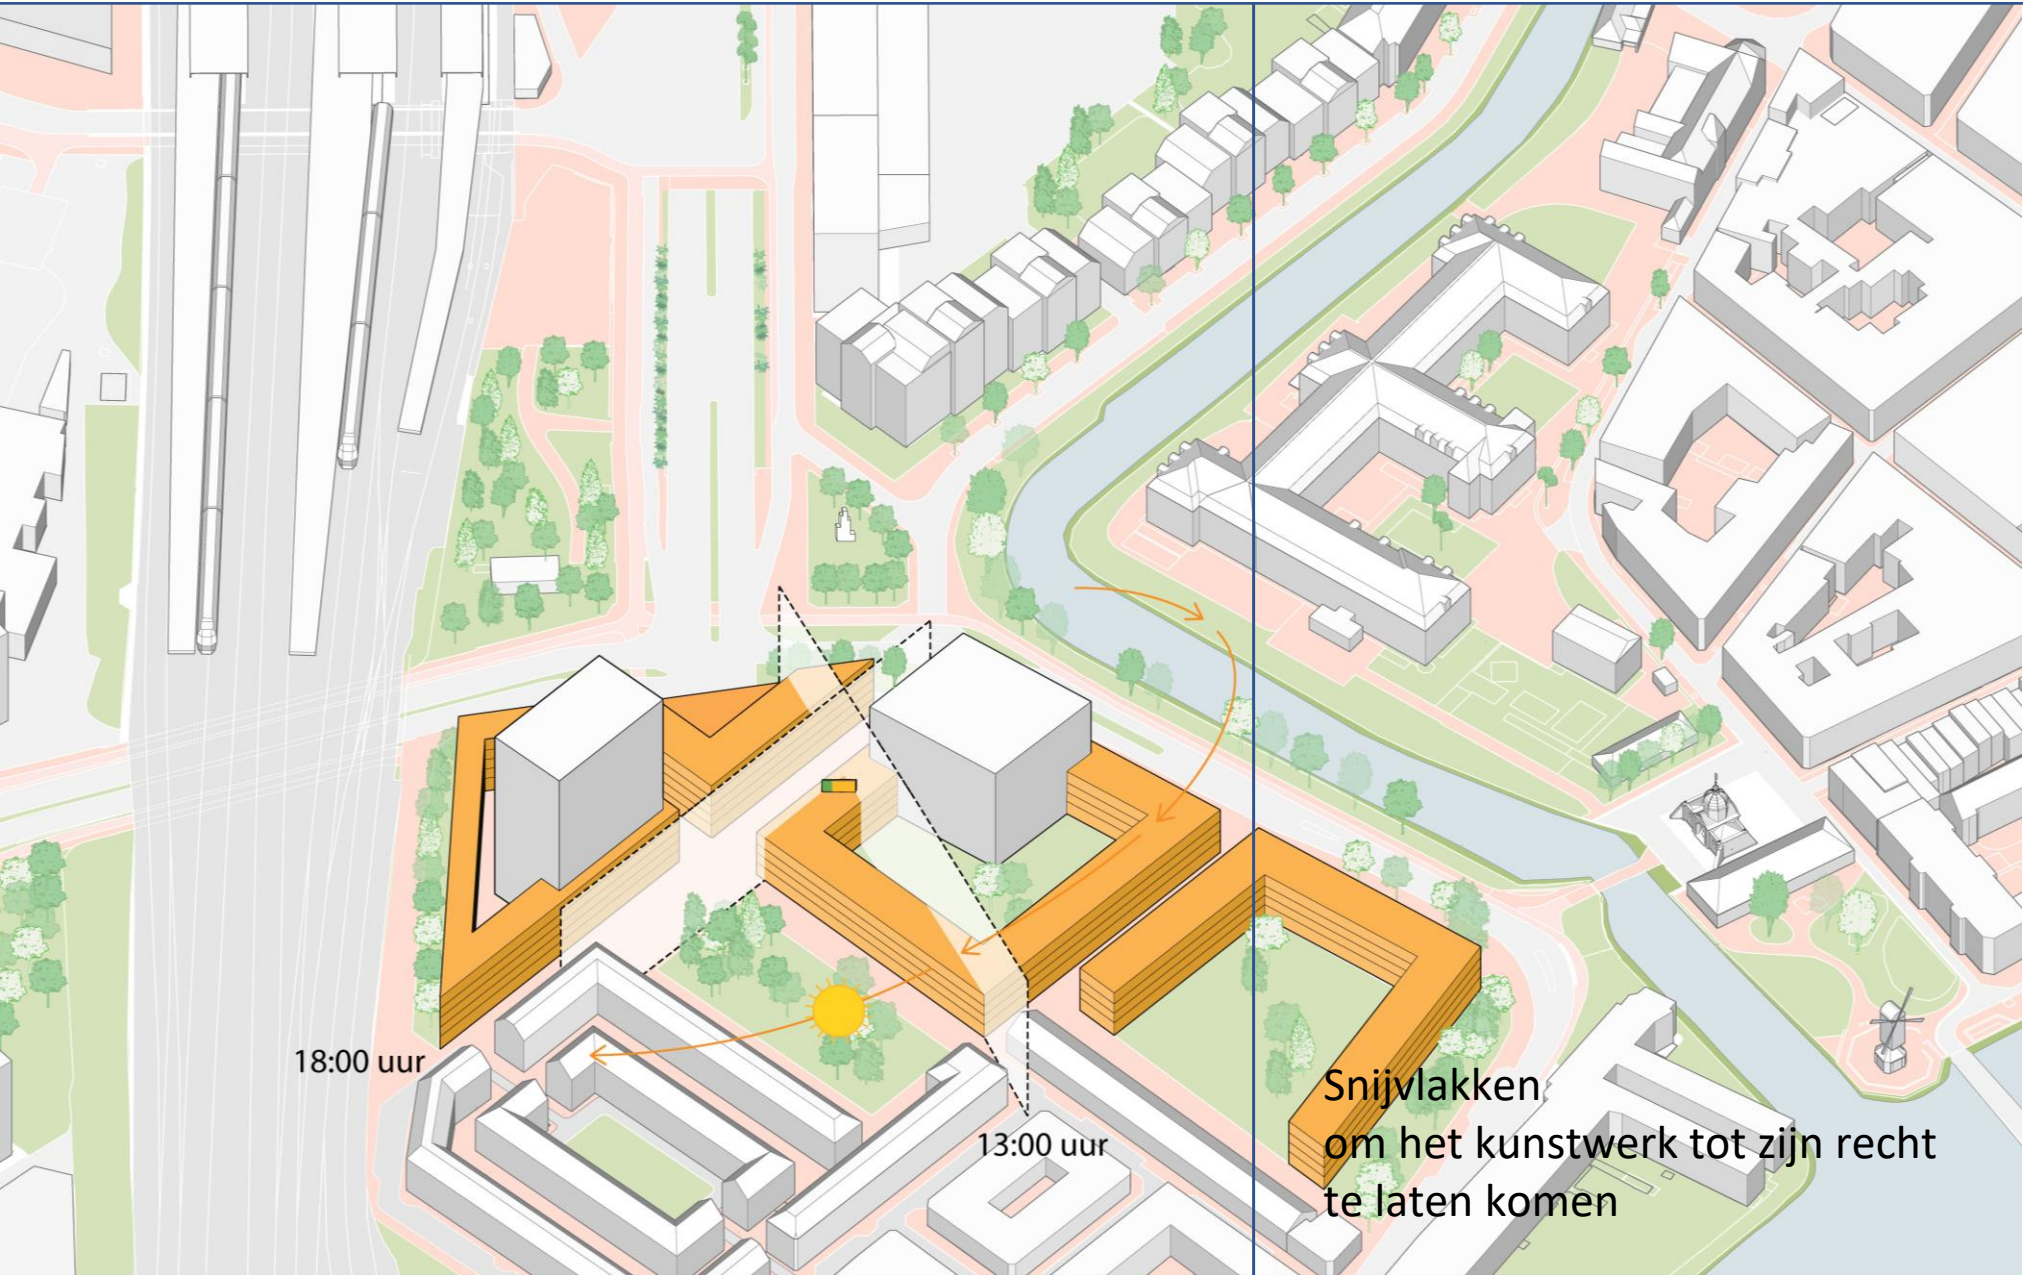 18:00 uur
13:00 uur
Snijvlakken
om het kunstwerk tot zijn recht
te laten komen